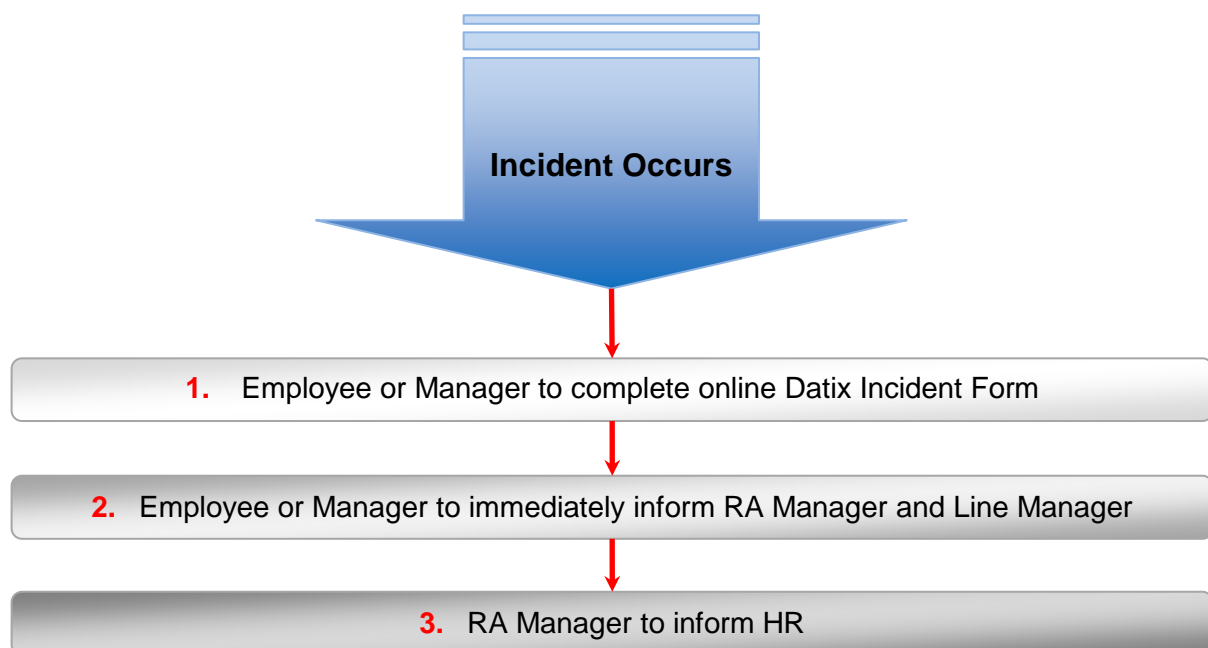 Incident Occurs
1. Employee or Manager to complete online Datix Incident Form
2. Employee or Manager to immediately inform RA Manager and Line Manager
3. RA Manager to inform HR